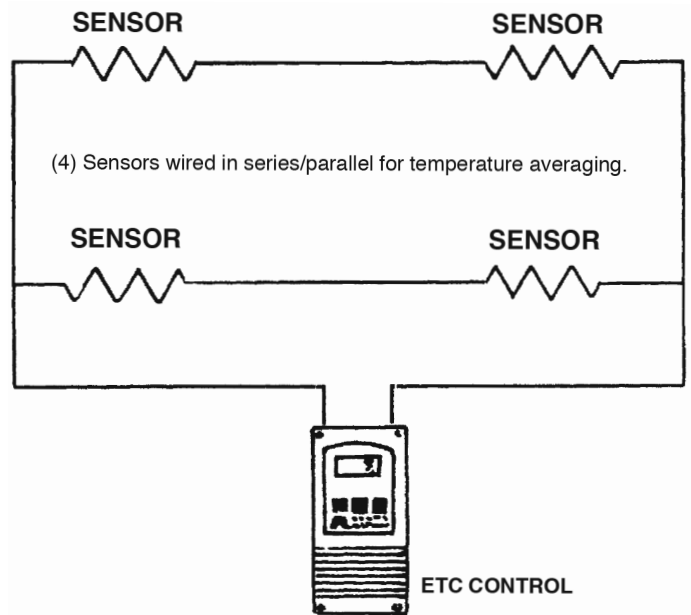 SENSOR SENSOR
(4) Sensors wired in series/parallel for temperature averaging.
SENSOR SENSOR
ETC CONTROL